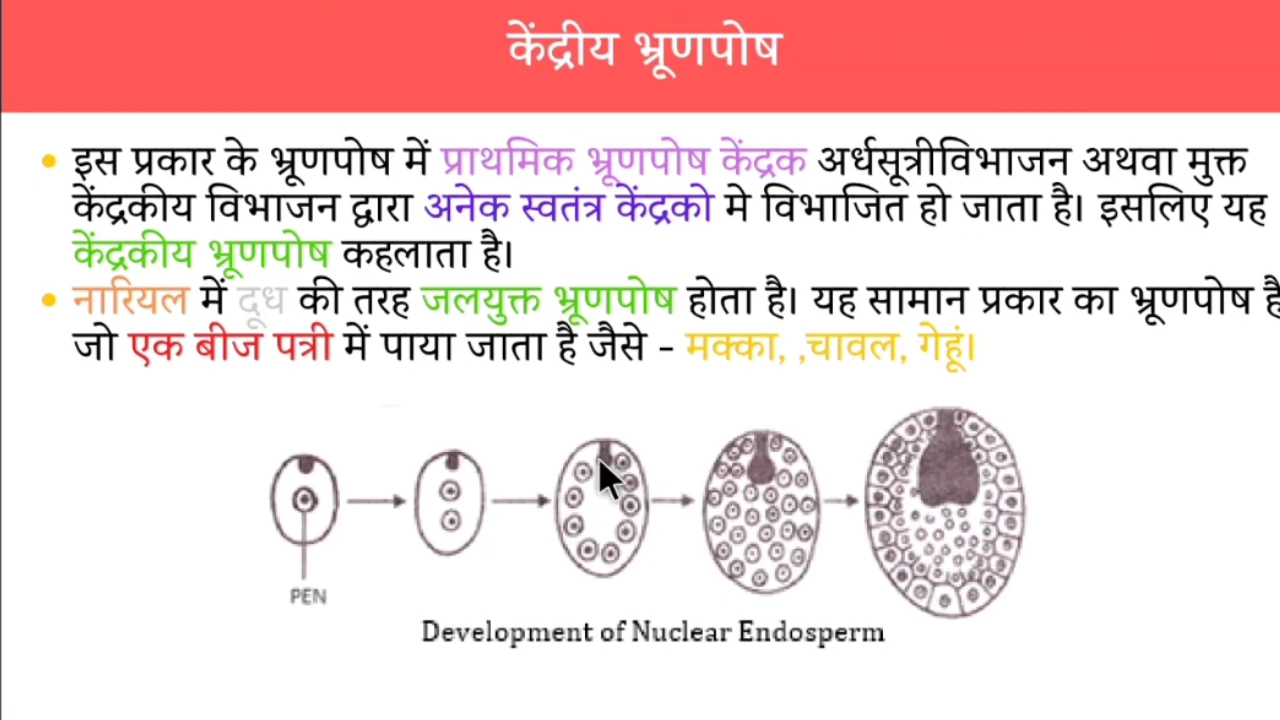 केंद्रीय भ्रूणपोष
• इस प्रकार के भ्रूणपोष में प्राथमिक भ्रूणपोष केंद्रक अर्धसूत्रीविभाजन अथवा मुक्त
केंद्रकीय विभाजन द्वारा अनेक स्वतंत्र केंद्रको मे विभाजित हो जाता है। इसलिए यह
केंद्रकीय भ्रूणपोष कहलाता है।
• नारियल में दूध की तरह जलयुक्त भ्रूणपोष होता है। यह सामान प्रकार का भ्रूणपोष है
जो एक बीज पत्री में पाया जाता है जैसे - मक्का, ,चावल, गेहूं।
PEN
Development of Nuclear Endosperm